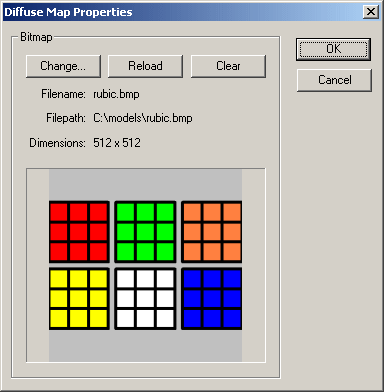 Diffuse Map Properties
Bitmap
Change... Reload Clear
OK
Cancel
Filename: rubic.bmp
Filepath: C:\models\rubic.bmp
Dimensions: 512 x 512